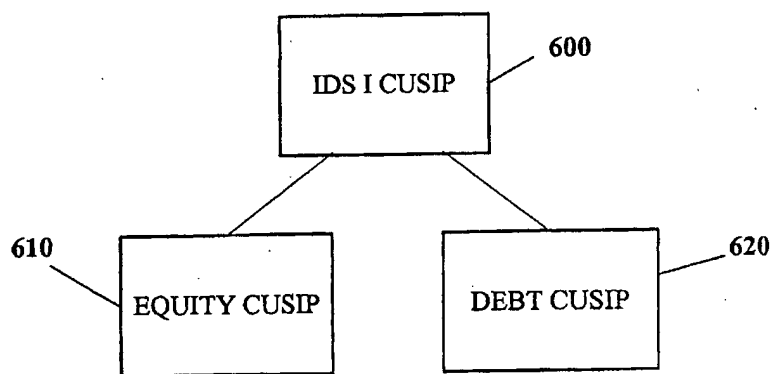 IDS I CUSIP
600
610
EQUITY CUSIP
DEBT CUSIP
620